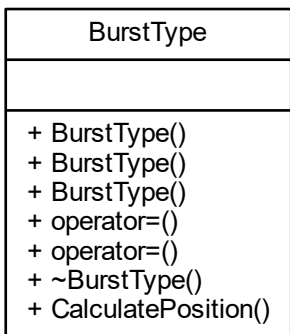 BurstType
+ BurstType()
+ BurstType()
+ BurstType()
+ operator=()
+ operator=()
+ ~BurstType()
+ CalculatePosition()